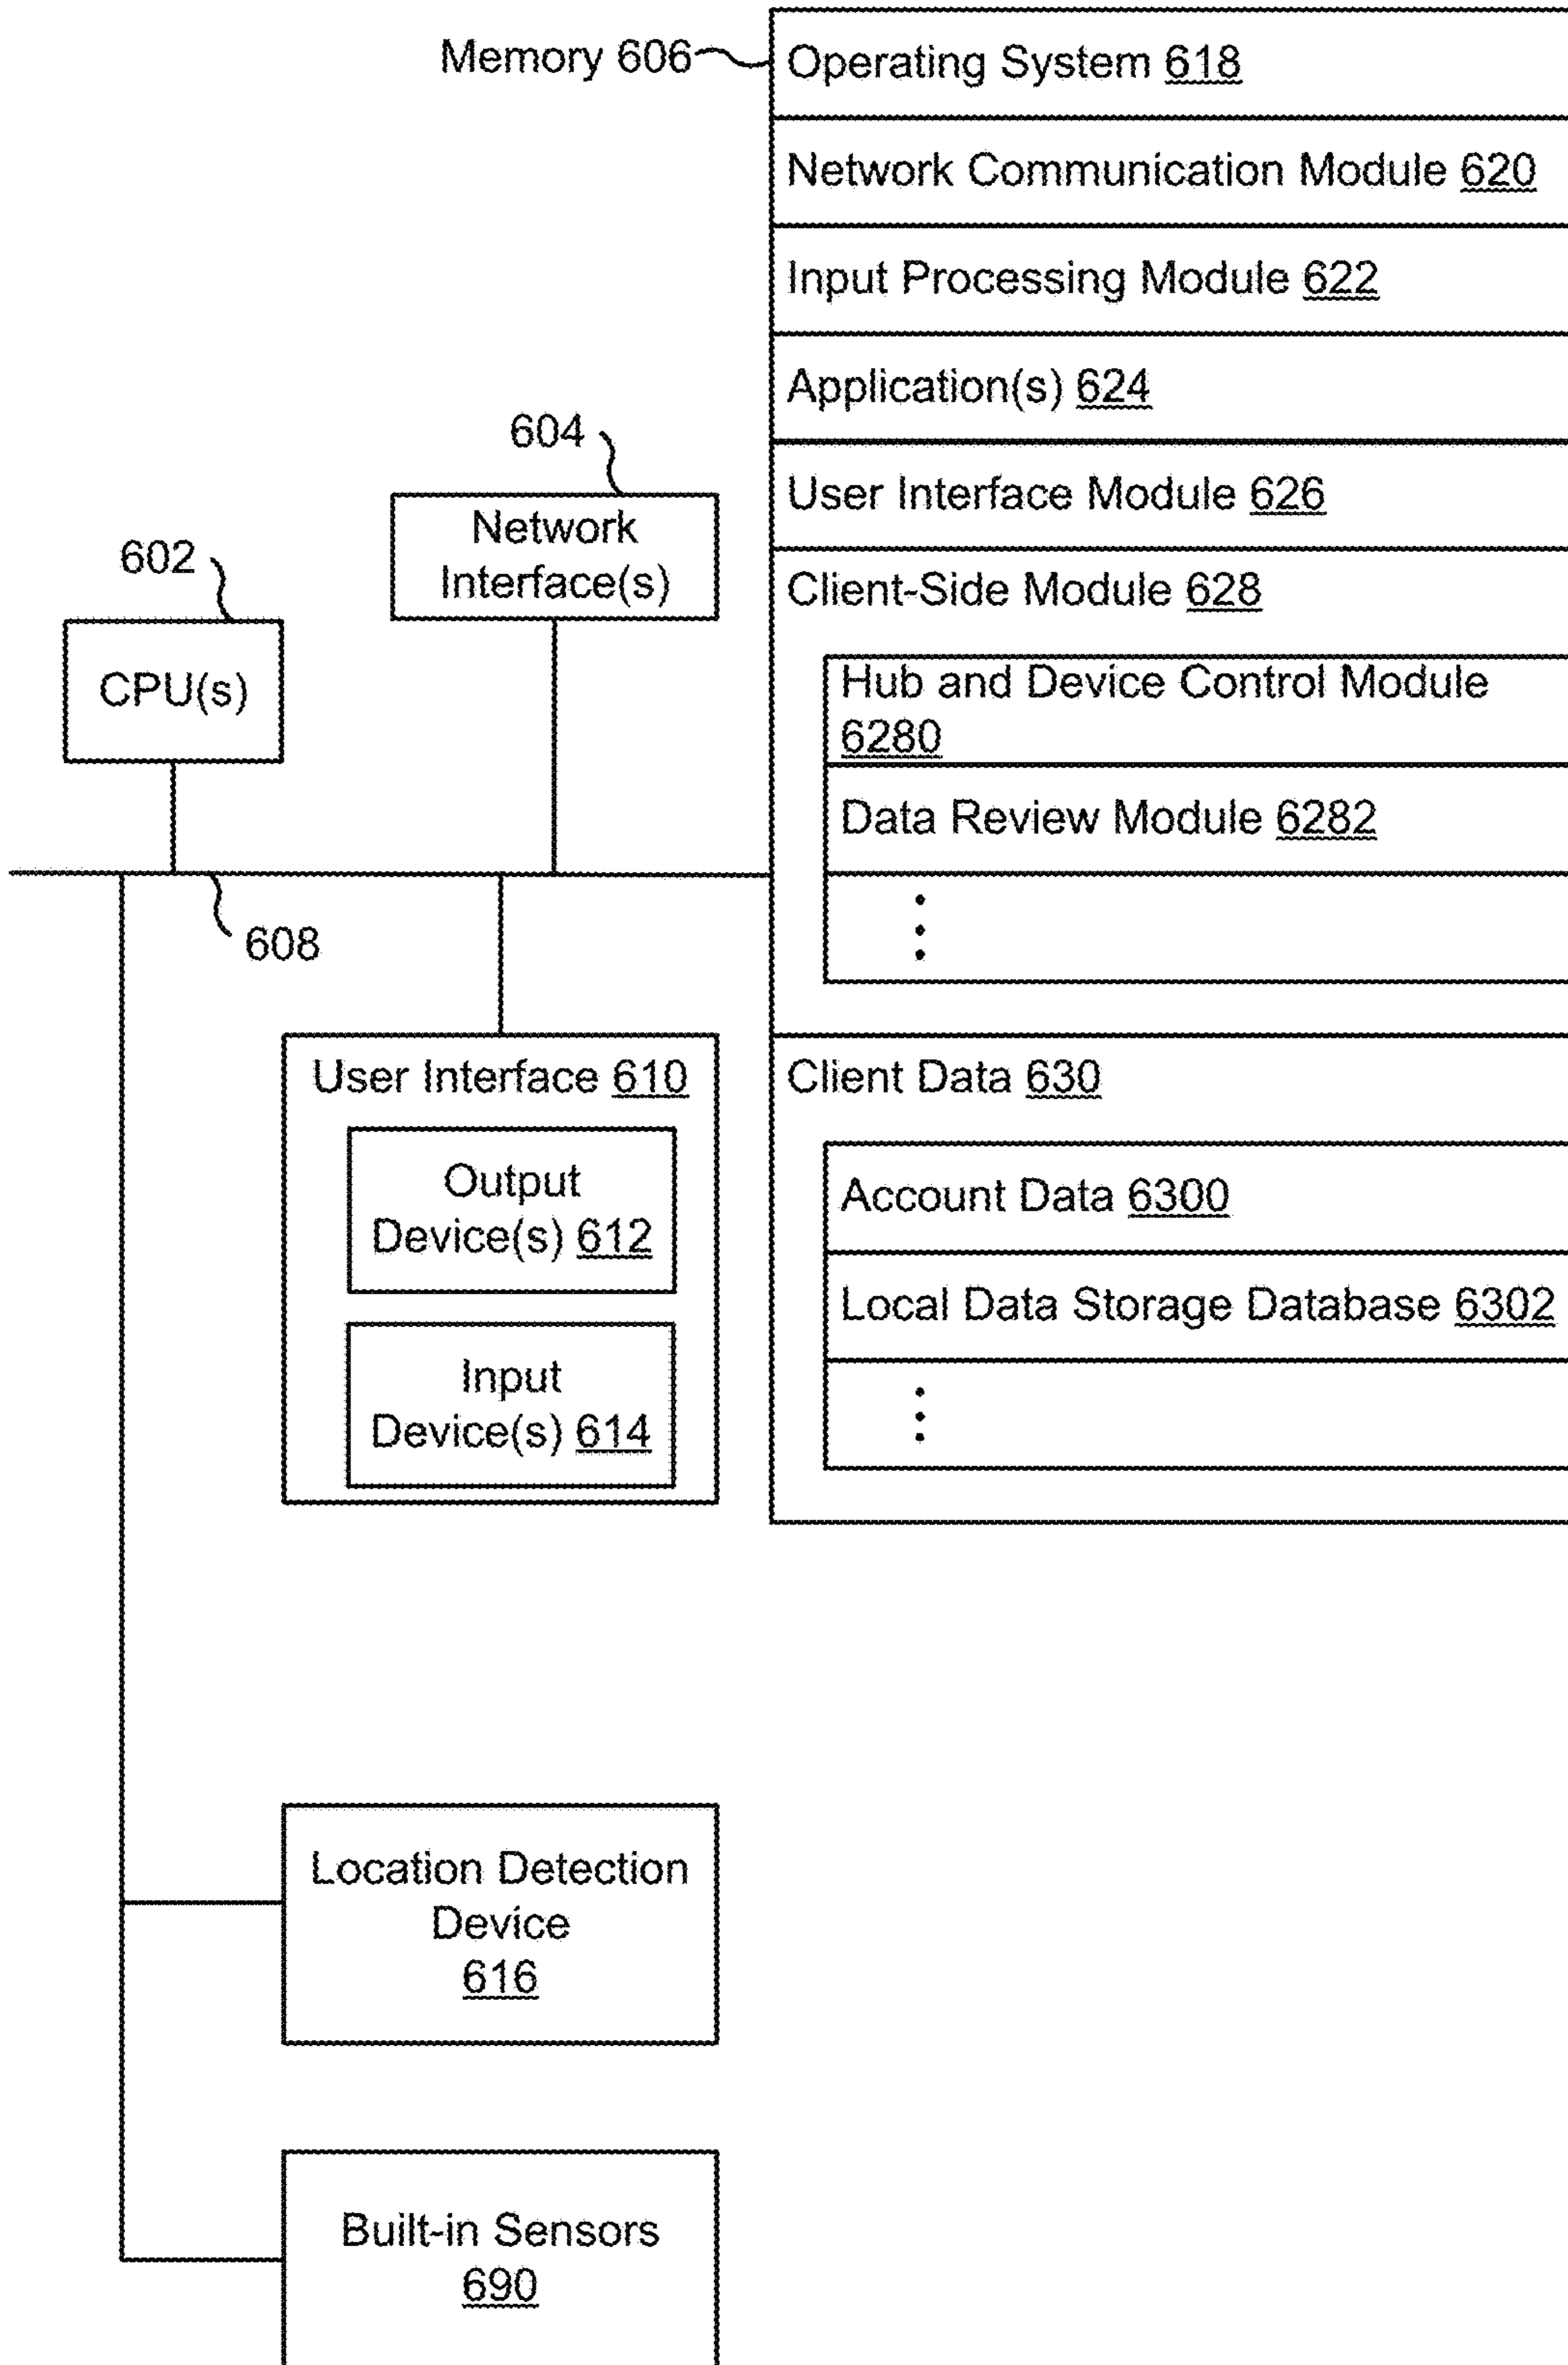 Memory 606
Operating System 618
Network Communication Module 620
Input Processing Module 622
Application(s) 624
User Interface Module 626
Client-Side Module 628
Hub and Device Control Module
6280
Data Review Module 6282
Client Data 630
Account Data 6300
Local Data Storage Database 6302
604
Network
Interface(s)
602
CPU(s)
608
User Interface 610
Output
Device(s) 612
Input
Device(s) 614
Location Detection
Device
616
Built-in Sensors
690